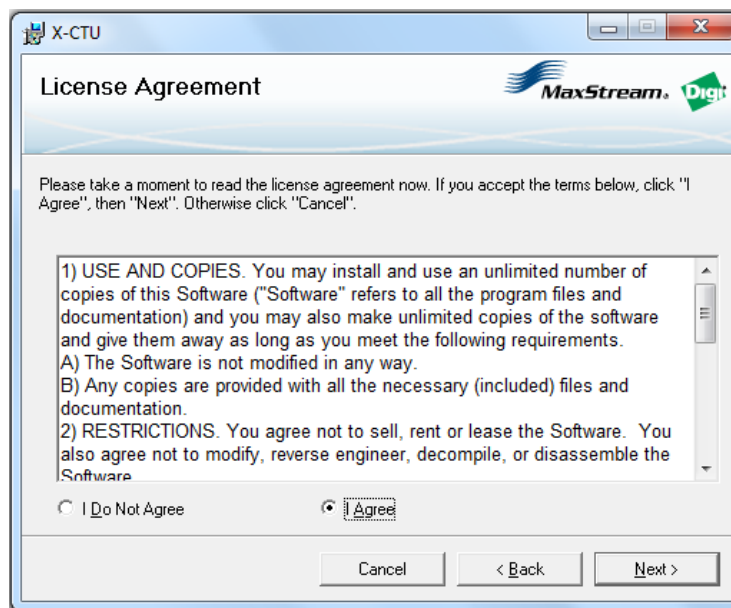 X-CTU
License Agreement
MaxStream.
Digi
Please take a moment to read the license agreement now. If you accept the terms below, click "I
Agree", then "Next". Otherwise click "Cancel".
1) USE AND COPIES. You may install and use an unlimited number of
copies of this Software ("Software" refers to all the program files and
documentation) and you may also make unlimited copies of the software
and give them away as long as you meet the following requirements.
A) The Software is not modified in any way.
B) Any copies are provided with all the necessary (included) files and
documentation.
2) RESTRICTIONS. You agree not to sell, rent or lease the Software.  You
also agree not to modify, reverse engineer, decompile, or disassemble the
Software
I Do Not Agree
I Agree
Cancel
< Back
Next >